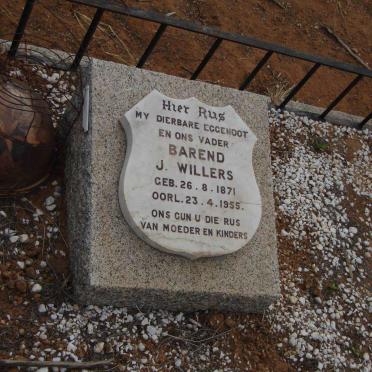 Hier Rus
MY DIERBARE EGGENOOT
EN ONS VADER
BAREND
J. WILLERS
GEB. 26.8.1871
OORL. 23.4.1955.
ONS GUN U DIE RUS
VAN MOEDER EN KINDERS